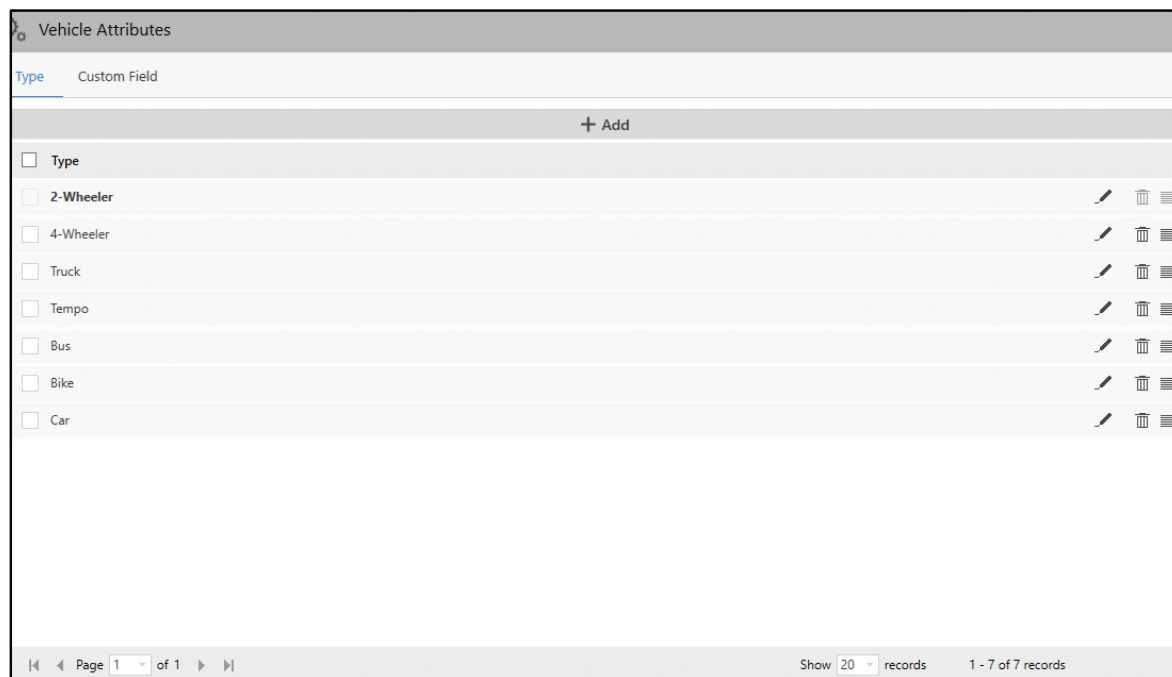 Vehicle Attributes
Type Custom Field
+ Add
Type
2-Wheeler
4-Wheeler
Truck
Tempo
Bus
Bike
Car
Page 1 of 1 Show 20 records 1 - 7 of 7 records